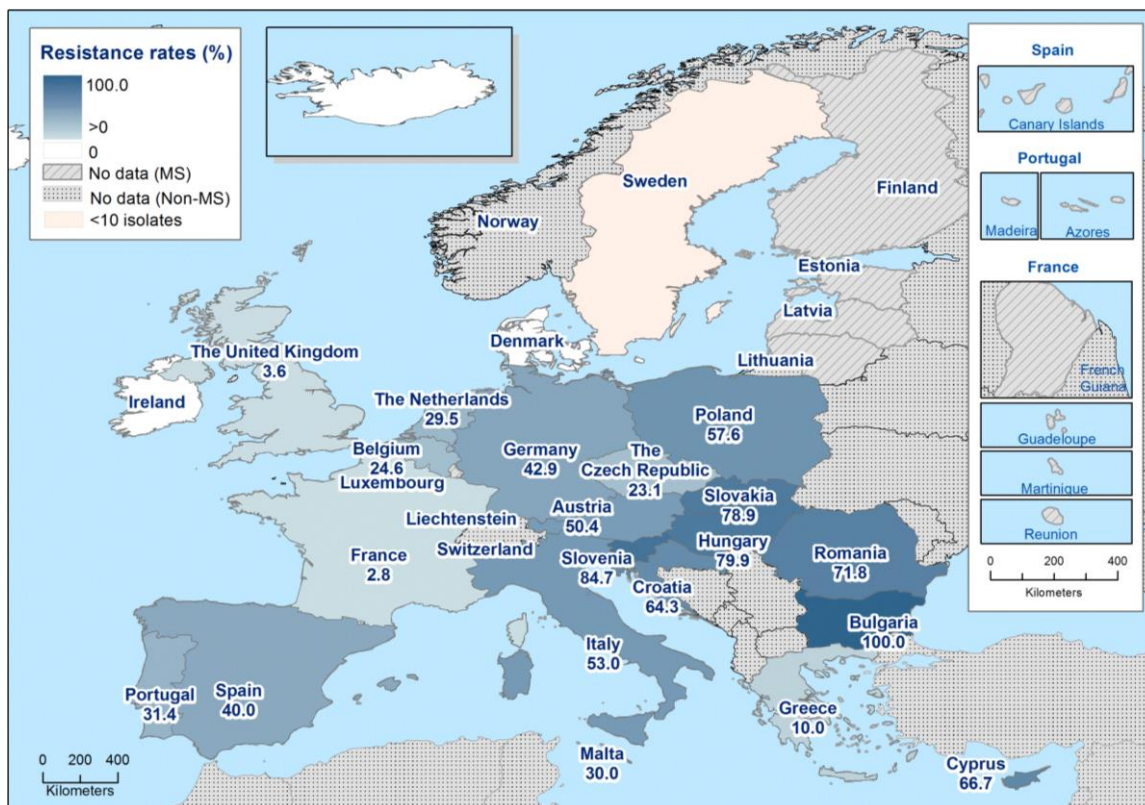 Resistance rates (%)
100.0
>0
0
No data (MS)
No data (Non-MS)
<10 isolates
Spain
Canary Islands
Portugal
Madeira
Azores
France
French
Guiana
Guadeloupe
Martinique
Reunion
0 200 400
Kilometers
Sweden
Finland
Norway
Estonia
Latvia
Denmark
Lithuania
The United Kingdom
3.6
Ireland
The Netherlands
29.5
Poland
57.6
Belgium
24.6
Germany
42.9
The
Czech Republic
23.1
Luxembourg
Slovakia
78.9
Austria
50.4
Liechtenstein
Hungary
79.9
Switzerland
France
2.8
Slovenia
84.7
Romania
71.8
Croatia
64.3
Bulgaria
100.0
Italy
53.0
Portugal
31.4
Spain
40.0
Greece
10.0
Malta
30.0
Cyprus
66.7
0 200 400
Kilometers